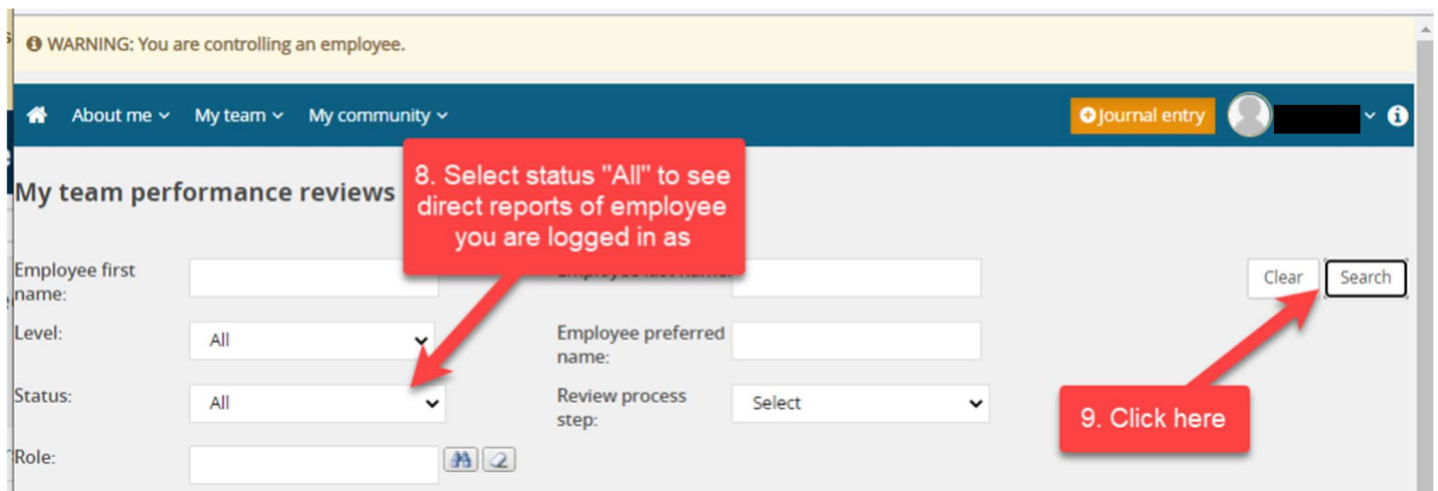 WARNING: You are controlling an employee.
About me My team My community Journal entry
8. Select status "All" to see
direct reports of employee
you are logged in as
My team performance reviews
Employee first
name:
Clear Search
Level: All
Employee preferred
name:
Status: All
Review process
step:
Select
9. Click here
Role: